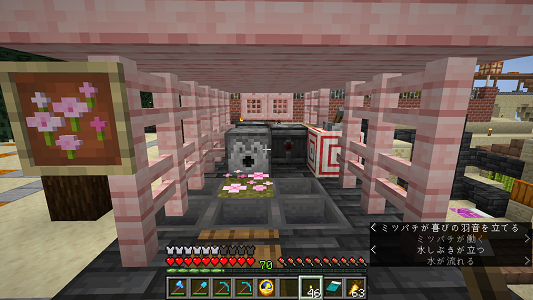 70
46
63
< ミツバチが喜びの羽音を立てる
ミツバチが働く >
< 水しぶきが立つ
水が流れる >